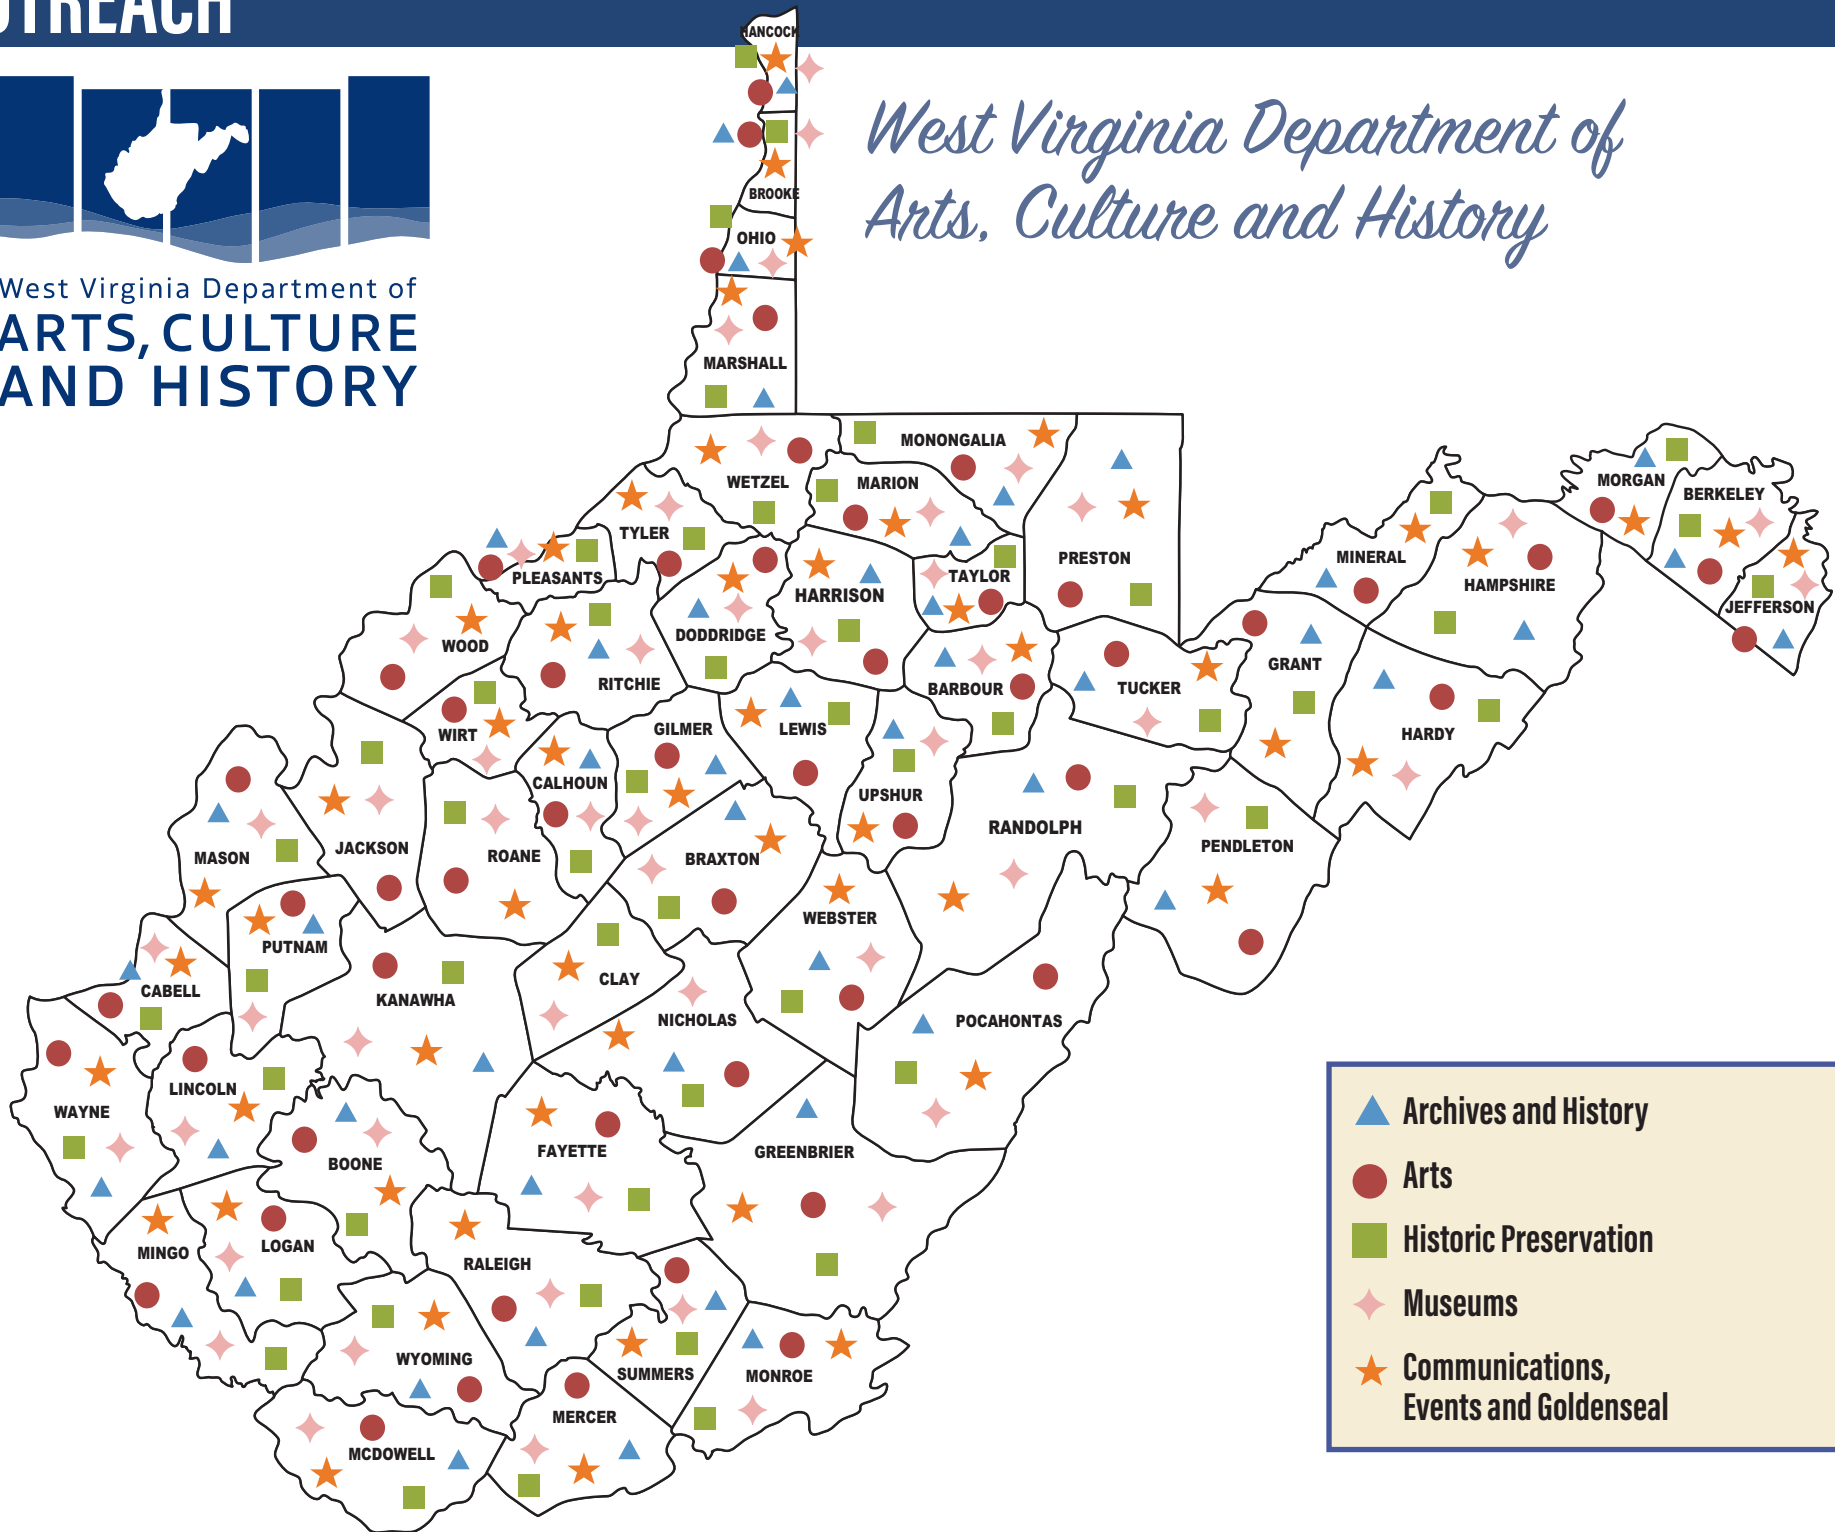 OUTREACH
West Virginia Department of
ARTS, CULTURE
AND HISTORY
West Virginia Department of
Arts, Culture and History
HANCOCK
BROOKE
OHIO
MARSHALL
WETZEL
MONONGALIA
MARION
TYLER
PLEASANTS
PRESTON
TAYLOR
HARRISON
DODDRIDGE
WOOD
RITCHIE
MORGAN
BERKELEY
JEFFERSON
MINERAL
HAMPSHIRE
GRANT
HARDY
BARBOUR
TUCKER
WIRT
GILMER
LEWIS
CALHOUN
UPSHUR
RANDOLPH
PENDLETON
MASON
JACKSON
ROANE
BRAXTON
WEBSTER
PUTNAM
CABELL
KANAWHA
CLAY
NICHOLAS
POCAHONTAS
LINCOLN
WAYNE
BOONE
FAYETTE
GREENBRIER
MINGO
LOGAN
RALEIGH
WYOMING
SUMMERS
MONROE
MERCER
MCDOWELL
Archives and History
Arts
Historic Preservation
Museums
Communications,
Events and Goldenseal